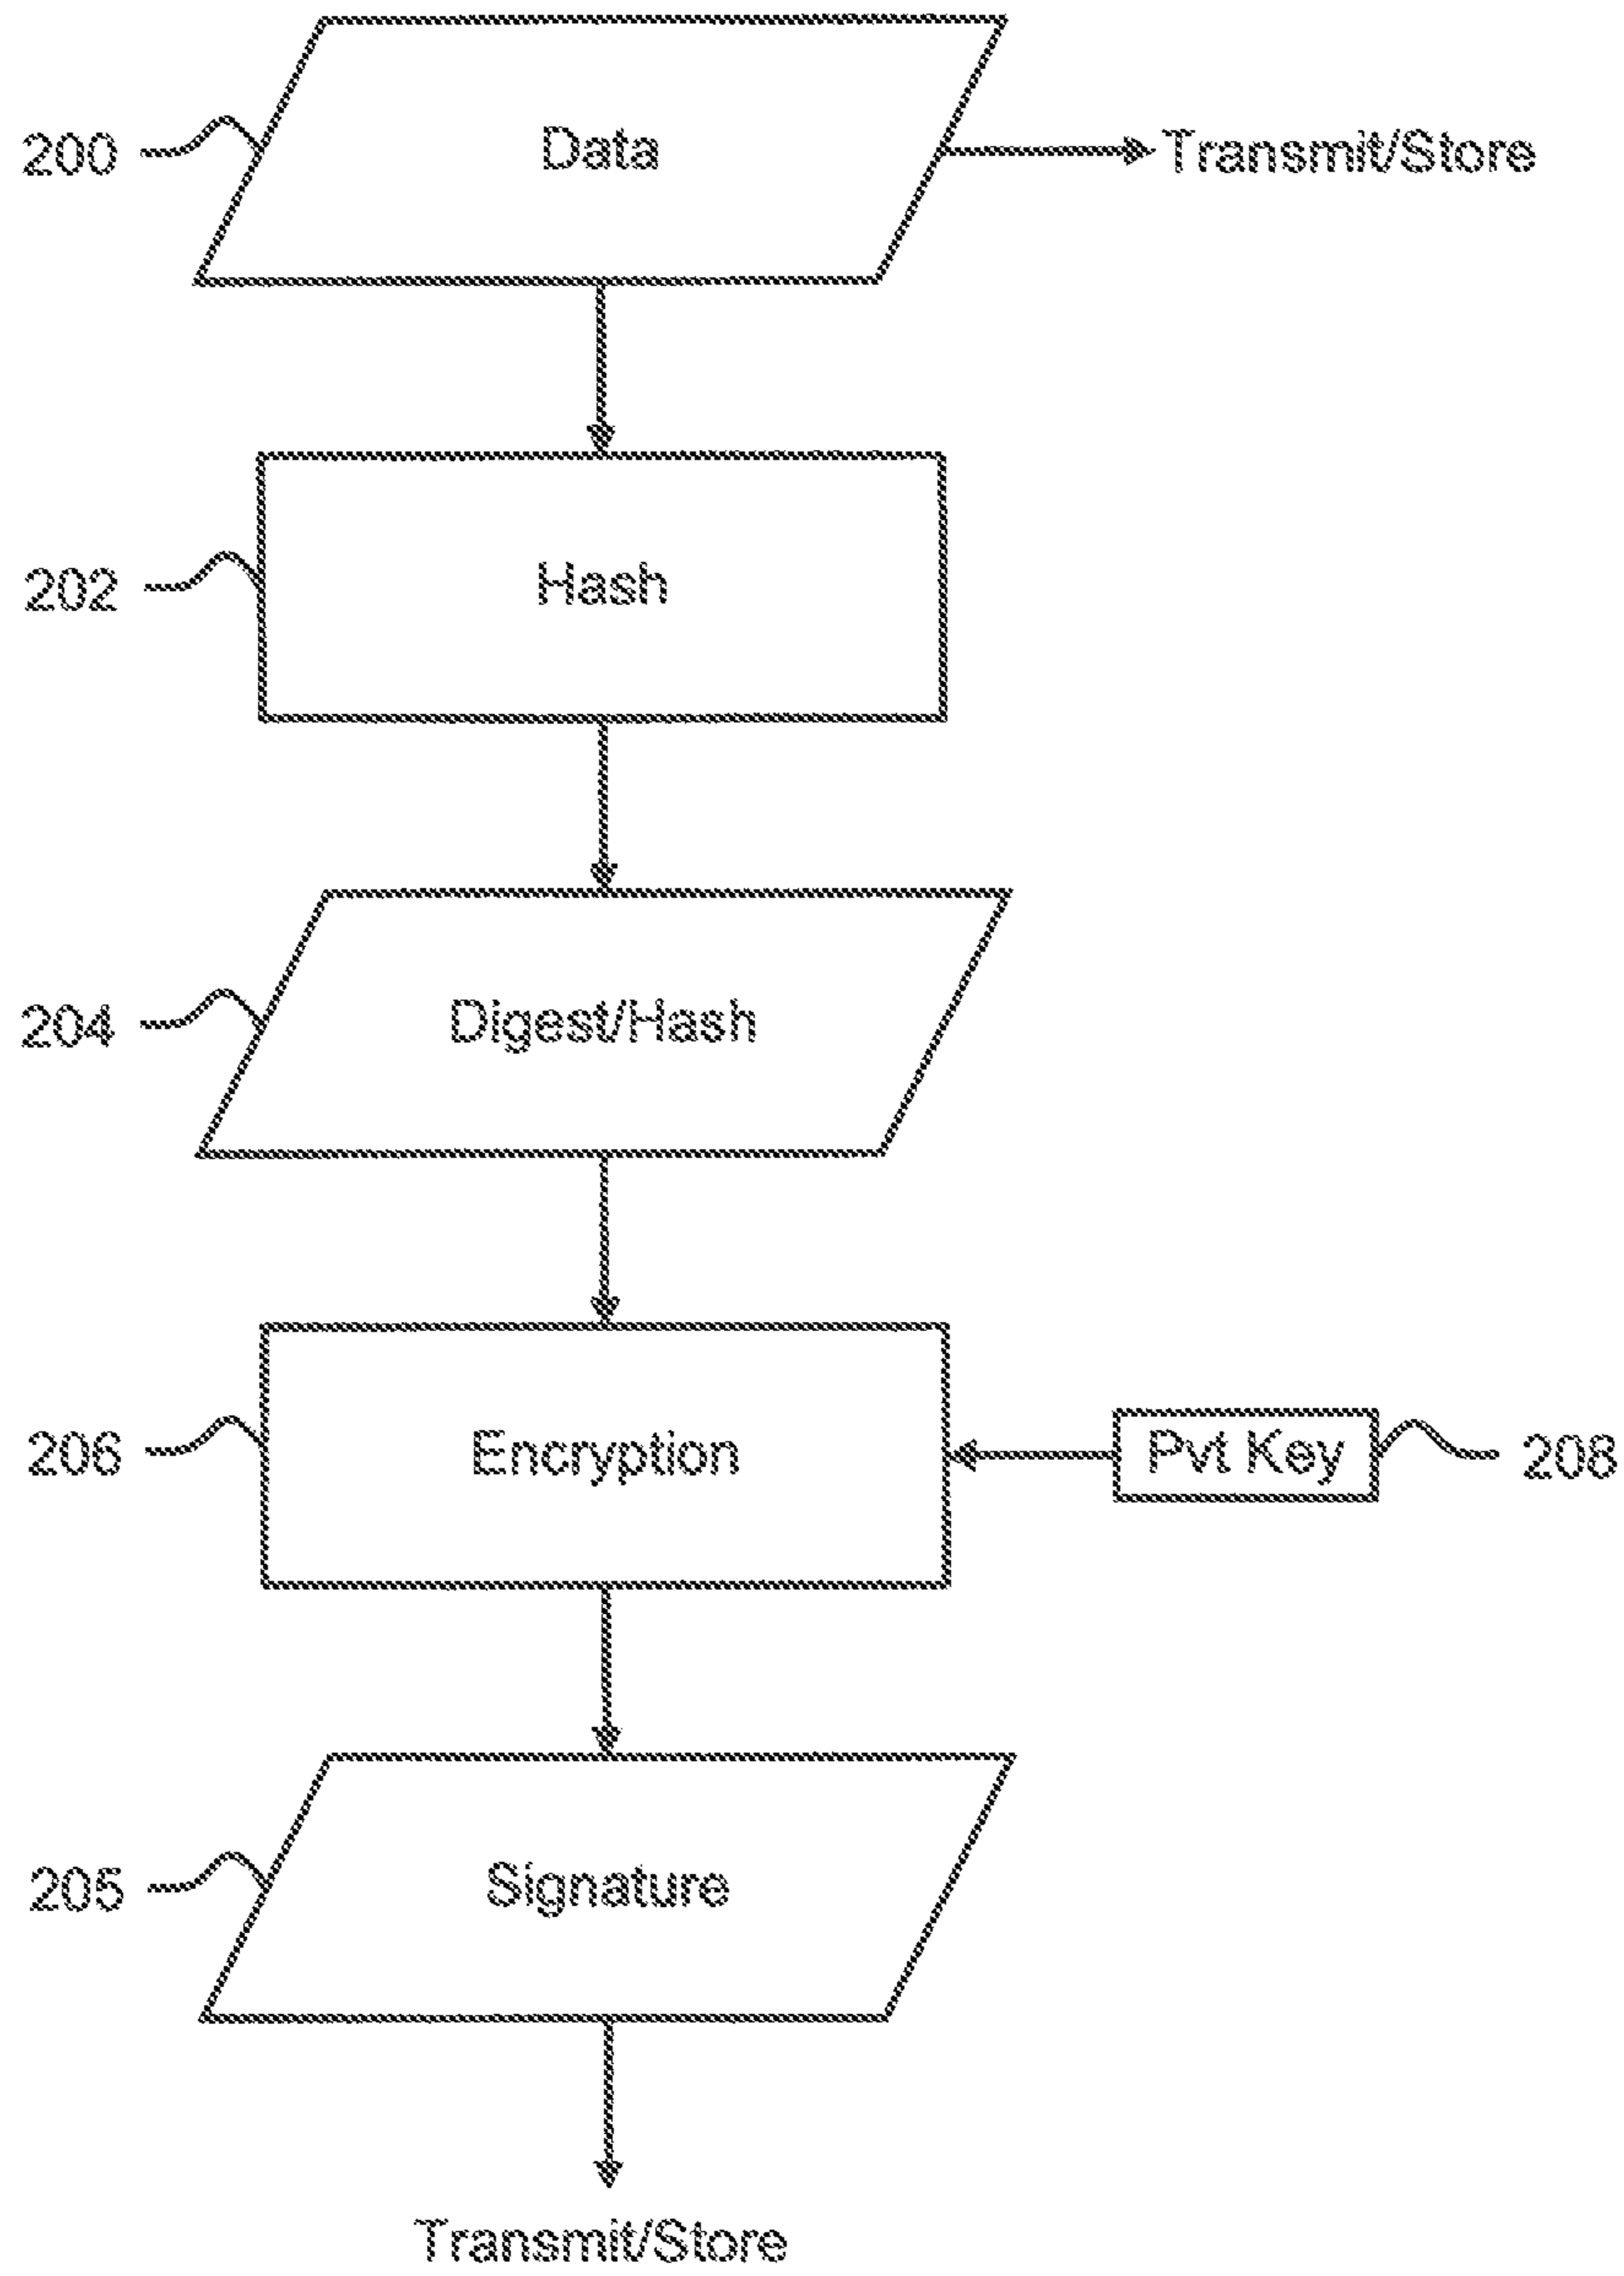 200 Data Transmit/Store
202 Hash
204 Digest/Hash
206 Encryption Pvt Key 208
205 Signature
Transmit/Store